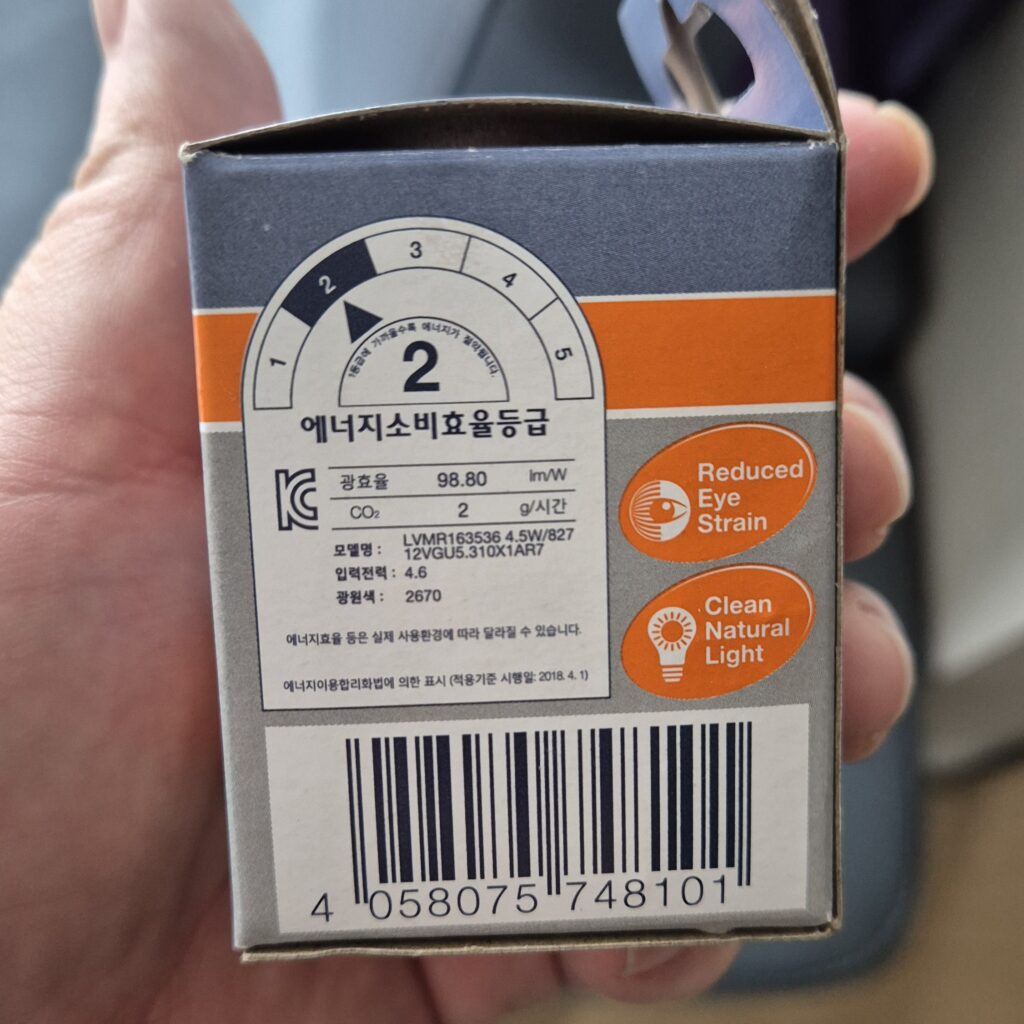 1
2
3
4
5
1등급에 가까울수록 에너지가 절약됩니다.
2
에너지소비효율등급
광효율 98.80 lm/W
CO₂ 2 g/시간
모델명 : LVMR163536 4.5W/827
12VGU5.310X1AR7
입력전력 : 4.6
광원색 : 2670
에너지효율 등은 실제 사용환경에 따라 달라질 수 있습니다.
에너지이용합리화법에 의한 표시 (적용기준 시행일: 2018. 4. 1)
Reduced
Eye
Strain
Clean
Natural
Light
4 058075 748101